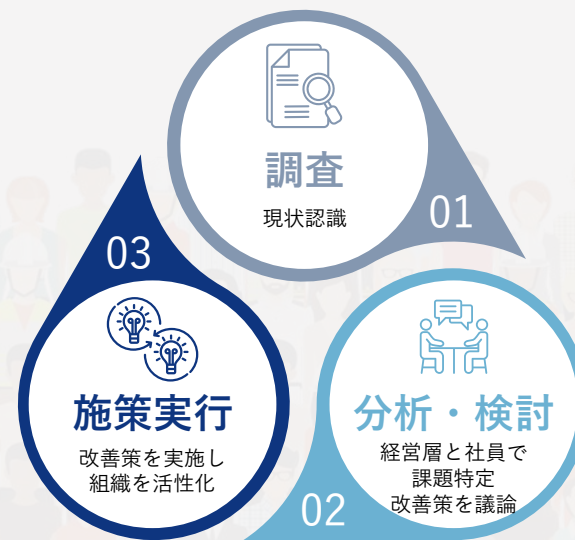 調査
現状認識
01
分析・検討
経営層と社員で
課題特定
改善策を議論
02
03
施策実行
改善策を実施し
組織を活性化